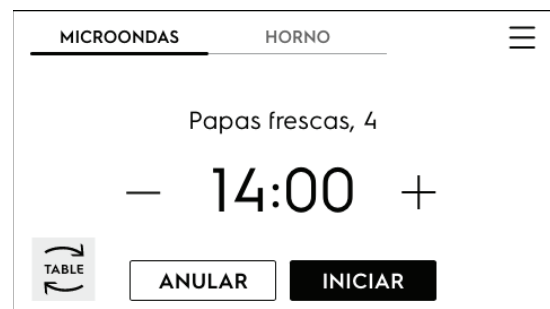 MICROONDAS HORNO
Papas frescas, 4
— 14:00 +
TABLE
ANULAR INICIAR